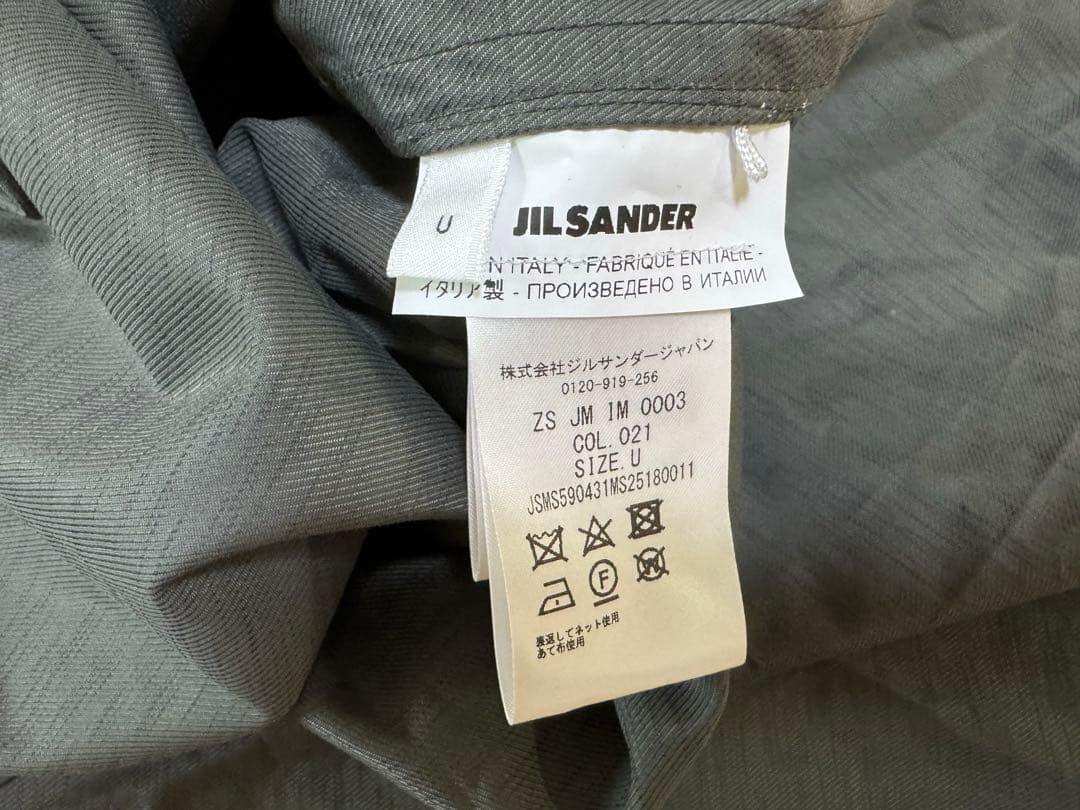 U
JIL SANDER
N ITALY - FABRIQUÉ EN ITALIE -
イタリア製 - ПРОИЗВЕДЕНО В ИТАЛИИ
株式会社ジルサンダージャパン
0120-919-256
ZS JM IM 0003
COL.021
SIZE.U
JSMS590431MS25180011
F
W
裏返してネット使用
あて布使用